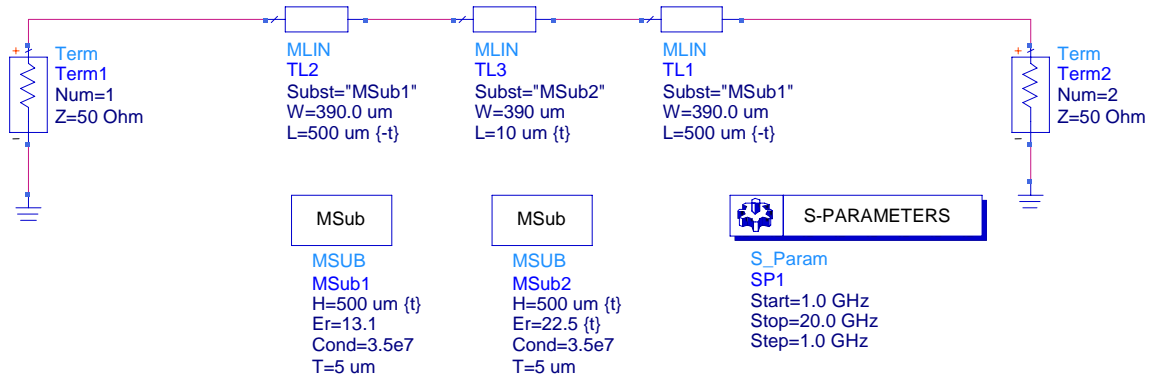 +
Term
Term1
Num=1
Z=50 Ohm
-
MLIN
TL2
Subst="MSub1"
W=390.0 um
L=500 um {-t}
MLIN
TL3
Subst="MSub2"
W=390 um
L=10 um {t}
MLIN
TL1
Subst="MSub1"
W=390.0 um
L=500 um {-t}
+
Term
Term2
Num=2
Z=50 Ohm
-
MSub
MSUB
MSub1
H=500 um {t}
Er=13.1
Cond=3.5e7
T=5 um
MSub
MSUB
MSub2
H=500 um {t}
Er=22.5 {t}
Cond=3.5e7
T=5 um
S-PARAMETERS
S_Param
SP1
Start=1.0 GHz
Stop=20.0 GHz
Step=1.0 GHz